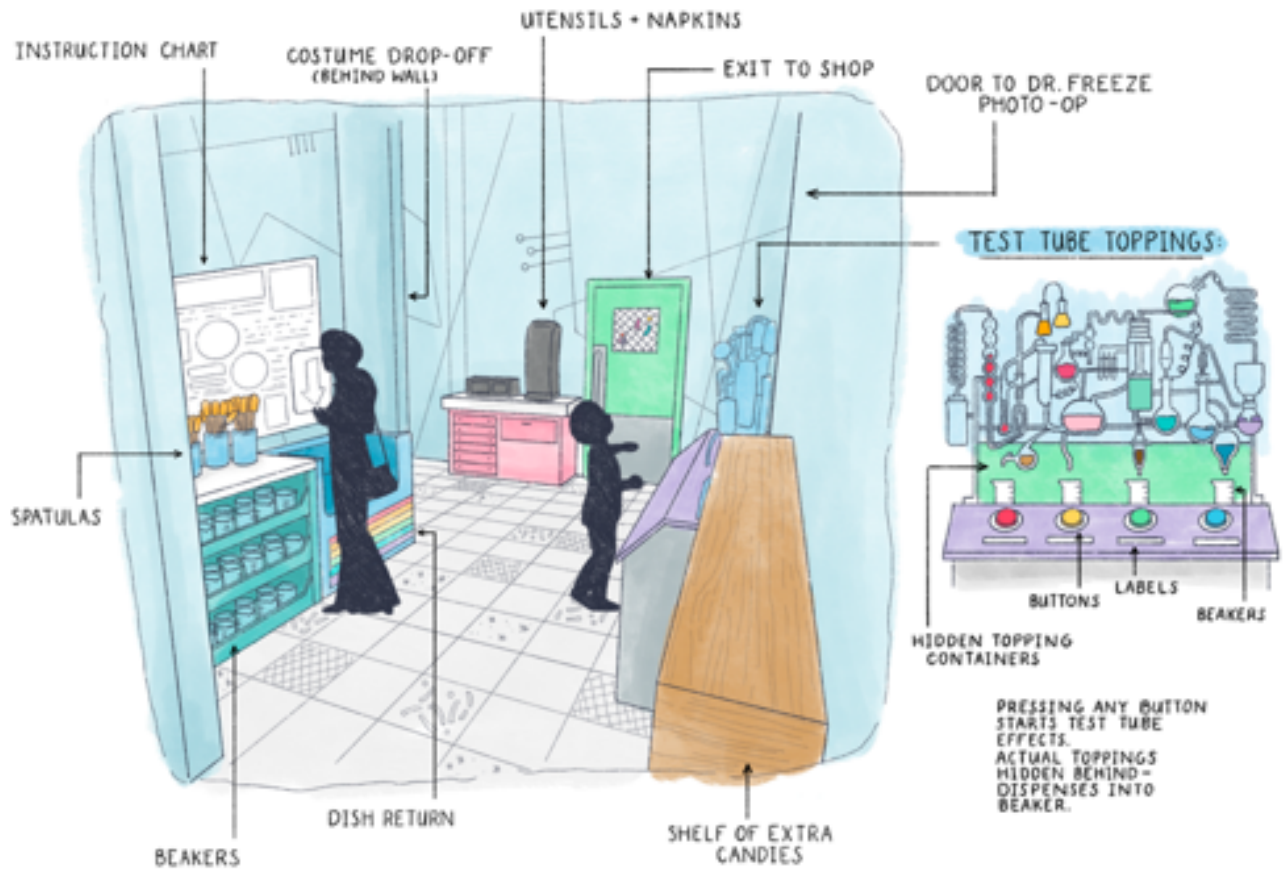 UTENSILS + NAPKINS
INSTRUCTION CHART
COSTUME DROP-OFF
(BEHIND WALL)
EXIT TO SHOP
DOOR TO DR. FREEZE
PHOTO-OP
TEST TUBE TOPPINGS:
SPATULAS
BUTTONS
LABELS
BEAKERS
HIDDEN TOPPING
CONTAINERS
PRESSING ANY BUTTON
STARTS TEST TUBE
EFFECTS.
ACTUAL TOPPINGS
HIDDEN BEHIND-
DISPENSES INTO
BEAKER.
DISH RETURN
SHELF OF EXTRA
CANDIES
BEAKERS